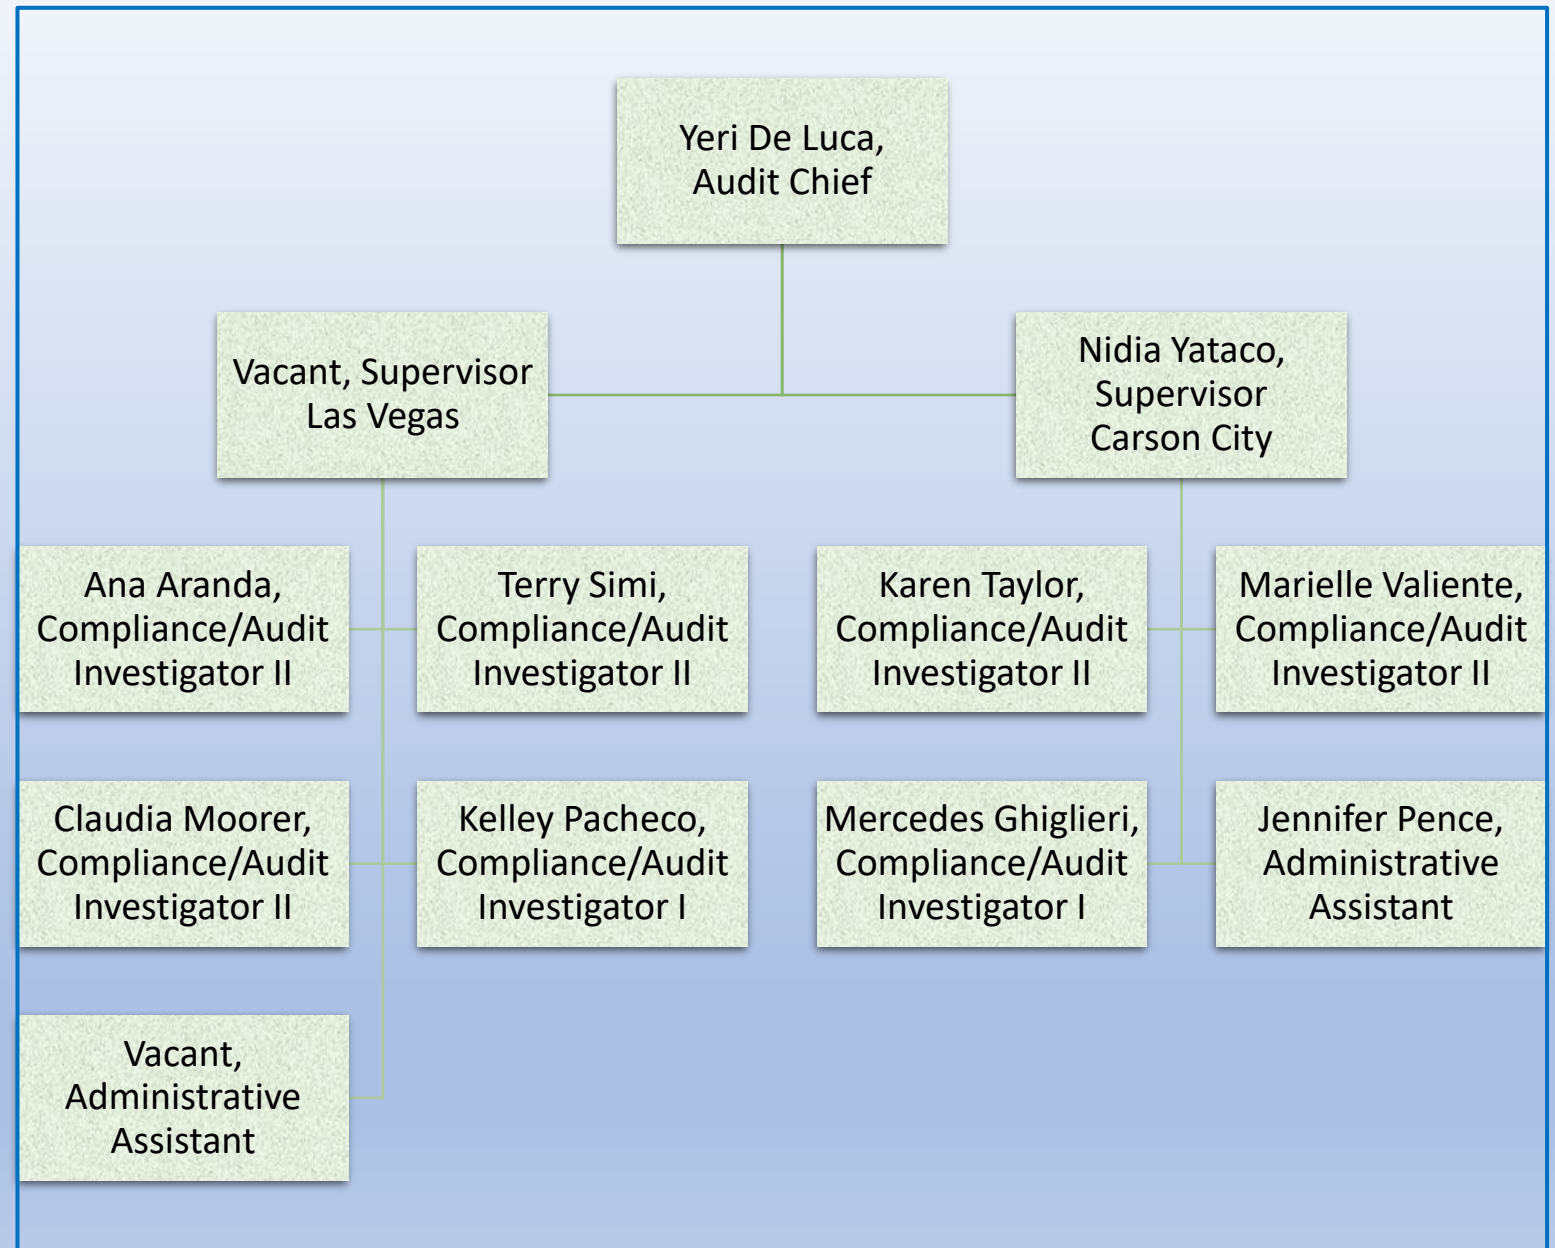 Yeri De Luca,
Audit Chief
Vacant, Supervisor
Las Vegas
Nidia Yataco,
Supervisor
Carson City
Ana Aranda,
Compliance/Audit
Investigator II
Terry Simi,
Compliance/Audit
Investigator II
Karen Taylor,
Compliance/Audit
Investigator II
Marielle Valiente,
Compliance/Audit
Investigator II
Claudia Moorer,
Compliance/Audit
Investigator II
Kelley Pacheco,
Compliance/Audit
Investigator I
Mercedes Ghiglieri,
Compliance/Audit
Investigator I
Jennifer Pence,
Administrative
Assistant
Vacant,
Administrative
Assistant